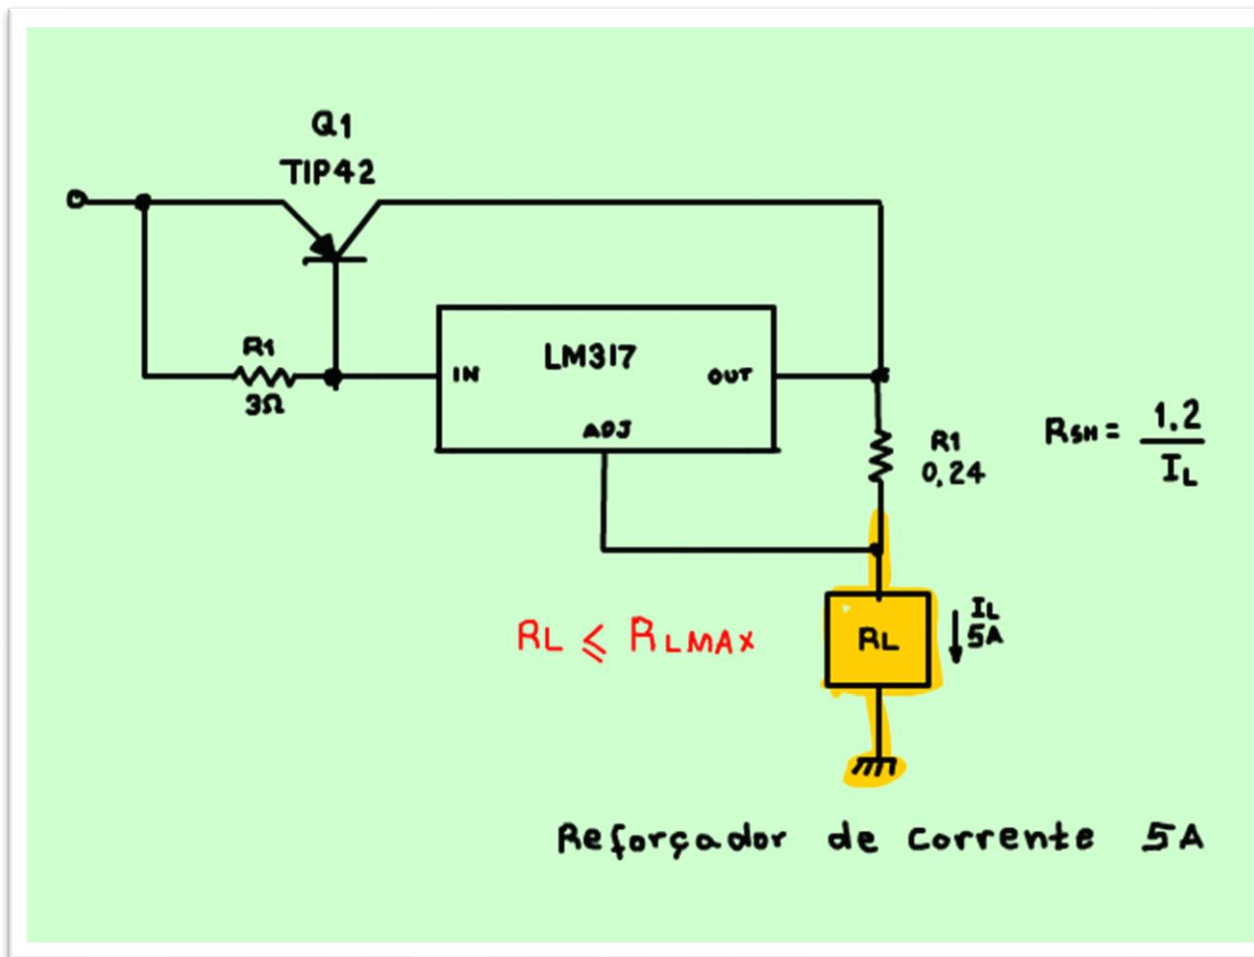 Q1
TIP42
R1
3Ω
IN
LM317
OUT
ADJ
R1
0,24
RSH = 1.2
IL
RL ≤ RLMAX
RL
IL
5A
Reforçador de corrente 5A